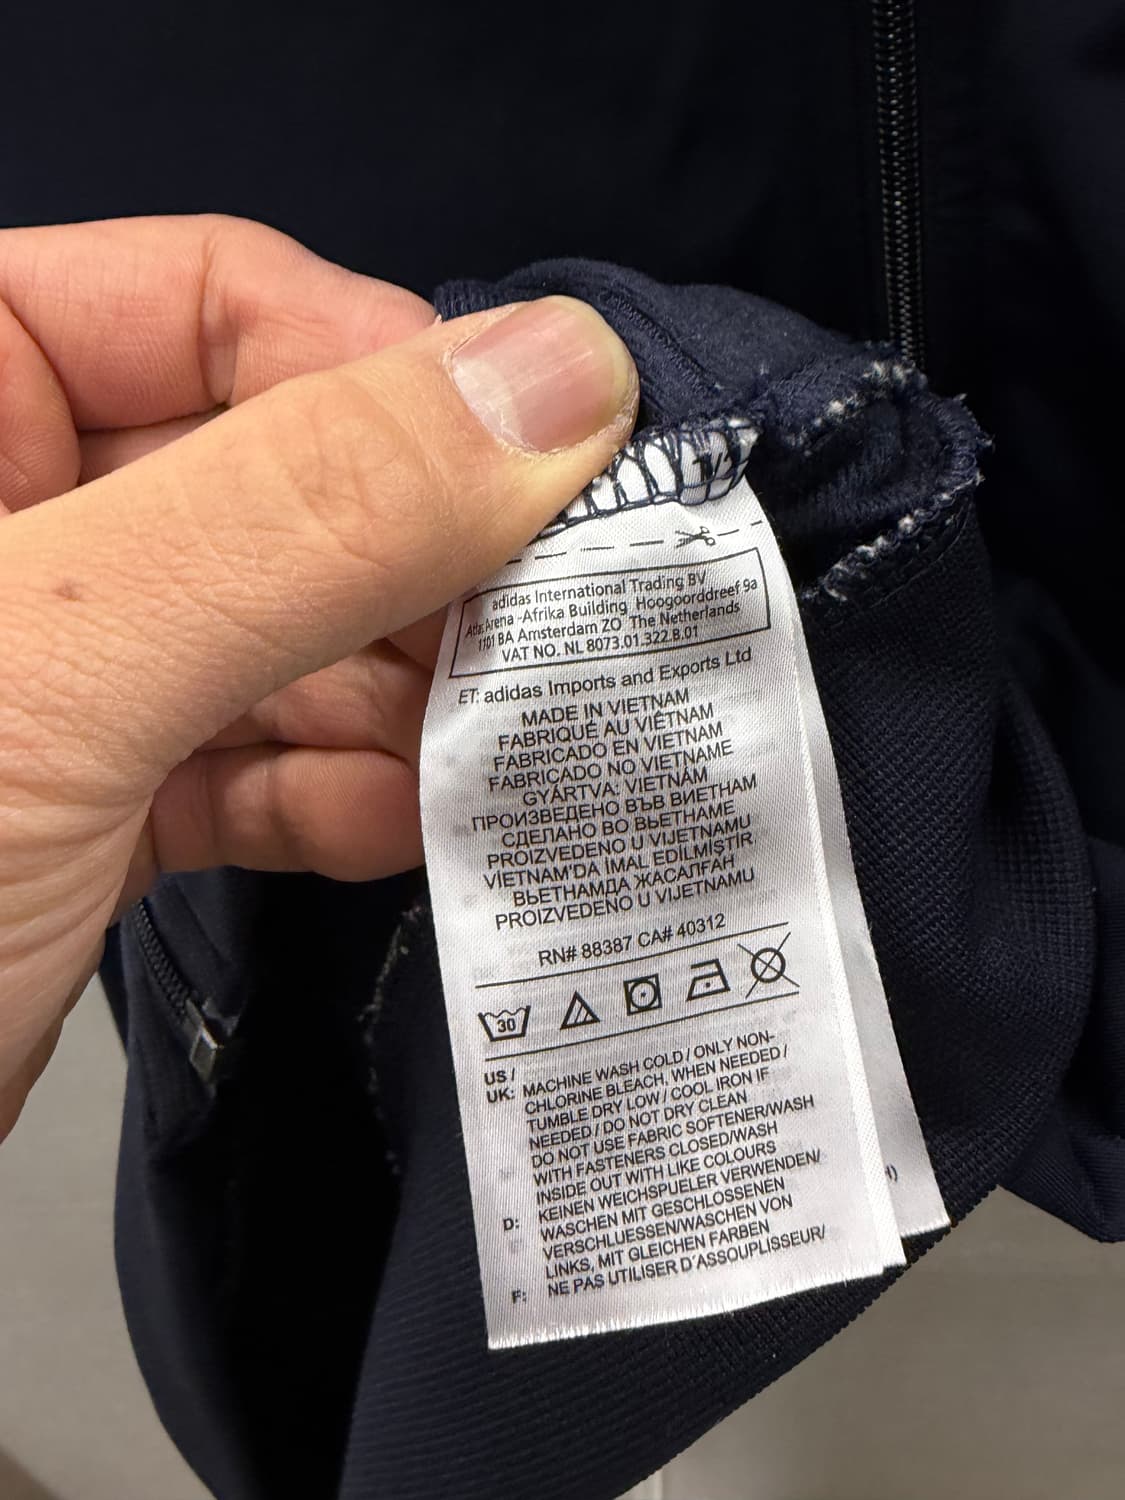 adidas International Trading BV
Atlas Arena -Afrika Building Hoogoorddreef 9a
1101 BA Amsterdam ZO The Netherlands
VAT NO. NL 8073.01.322.B.01
ET: adidas Imports and Exports Ltd
MADE IN VIETNAM
FABRIQUÉ AU VIÊTNAM
FABRICADO EN VIETNAM
FABRICADO NO VIETNAME
GYÁRTVA: VIETNÁM
ПРОИЗВЕДЕНО ВЪВ ВИЕТНАМ
СДЕЛАНО ВО ВЬЕТНАМЕ
PROIZVEDENO U VIJETNAMU
VİETNAM'DA İMAL EDİLMİŞTİR
ВЬЕТНАМДА ЖАСАЛҒАН
PROIZVEDENO U VIJETNAMU
RN# 88387 CA# 40312
30
US /
UK: MACHINE WASH COLD / ONLY NON-
CHLORINE BLEACH, WHEN NEEDED /
TUMBLE DRY LOW / COOL IRON IF
NEEDED / DO NOT DRY CLEAN
DO NOT USE FABRIC SOFTENER/WASH
WITH FASTENERS CLOSED/WASH
INSIDE OUT WITH LIKE COLOURS
D: KEINEN WEICHSPUELER VERWENDEN/
WASCHEN MIT GESCHLOSSENEN
VERSCHLUESSEN/WASCHEN VON
LINKS, MIT GLEICHEN FARBEN
F: NE PAS UTILISER D'ASSOUPLISSEUR/